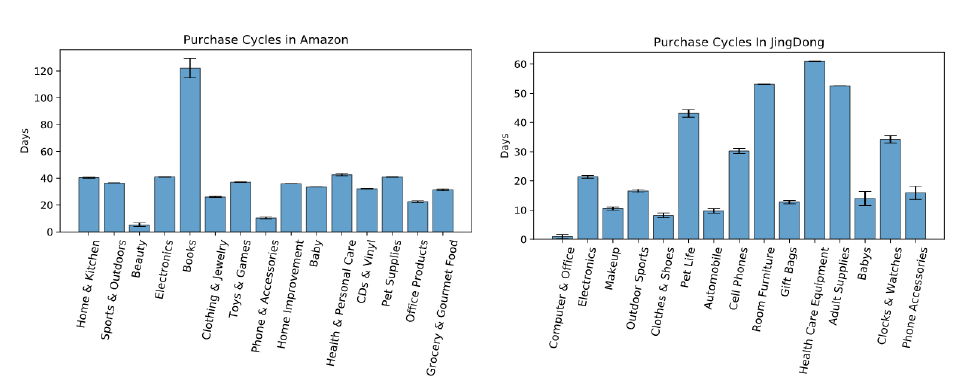 Purchase Cycles in Amazon
Days
120
100
80
60
40
20
0
Home & Kitchen
Sports & Outdoors
Beauty
Electronics
Books
Clothing & Jewelry
Toys & Games
Phone & Accessories
Home Improvement
Baby
Health & Personal Care
CDs & Vinyl
Pet Supplies
Office Products
Grocery & Gourmet Food
Purchase Cycles In JingDong
Days
60
50
40
30
20
10
0
Computer & Office
Electronics
Makeup
Outdoor Sports
Clothes & Shoes
Pet Life
Automobile
Cell Phones
Room Furniture
Gift Bags
Health Care Equipment
Adult Supplies
Babys
Clocks & Watches
Phone Accessories